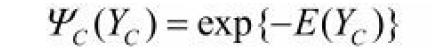 Ψ_C(Y_C) = exp{−E(Y_C)}